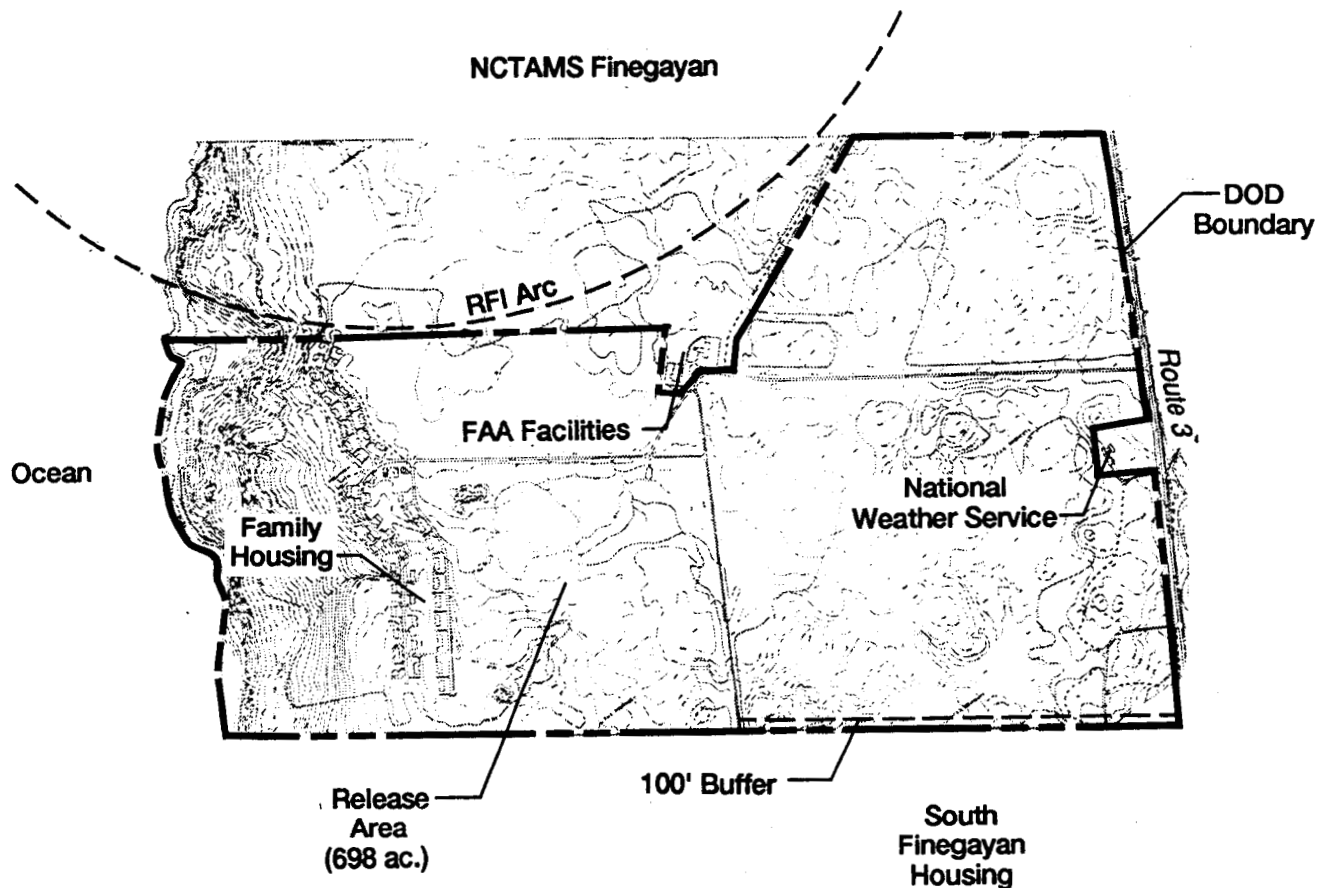 NCTAMS Finegayan
DOD
Boundary
RFI Arc
Route 3
FAA Facilities
Ocean
National
Weather Service
Family
Housing
100' Buffer
Release
Area
(698 ac.)
South
Finegayan
Housing